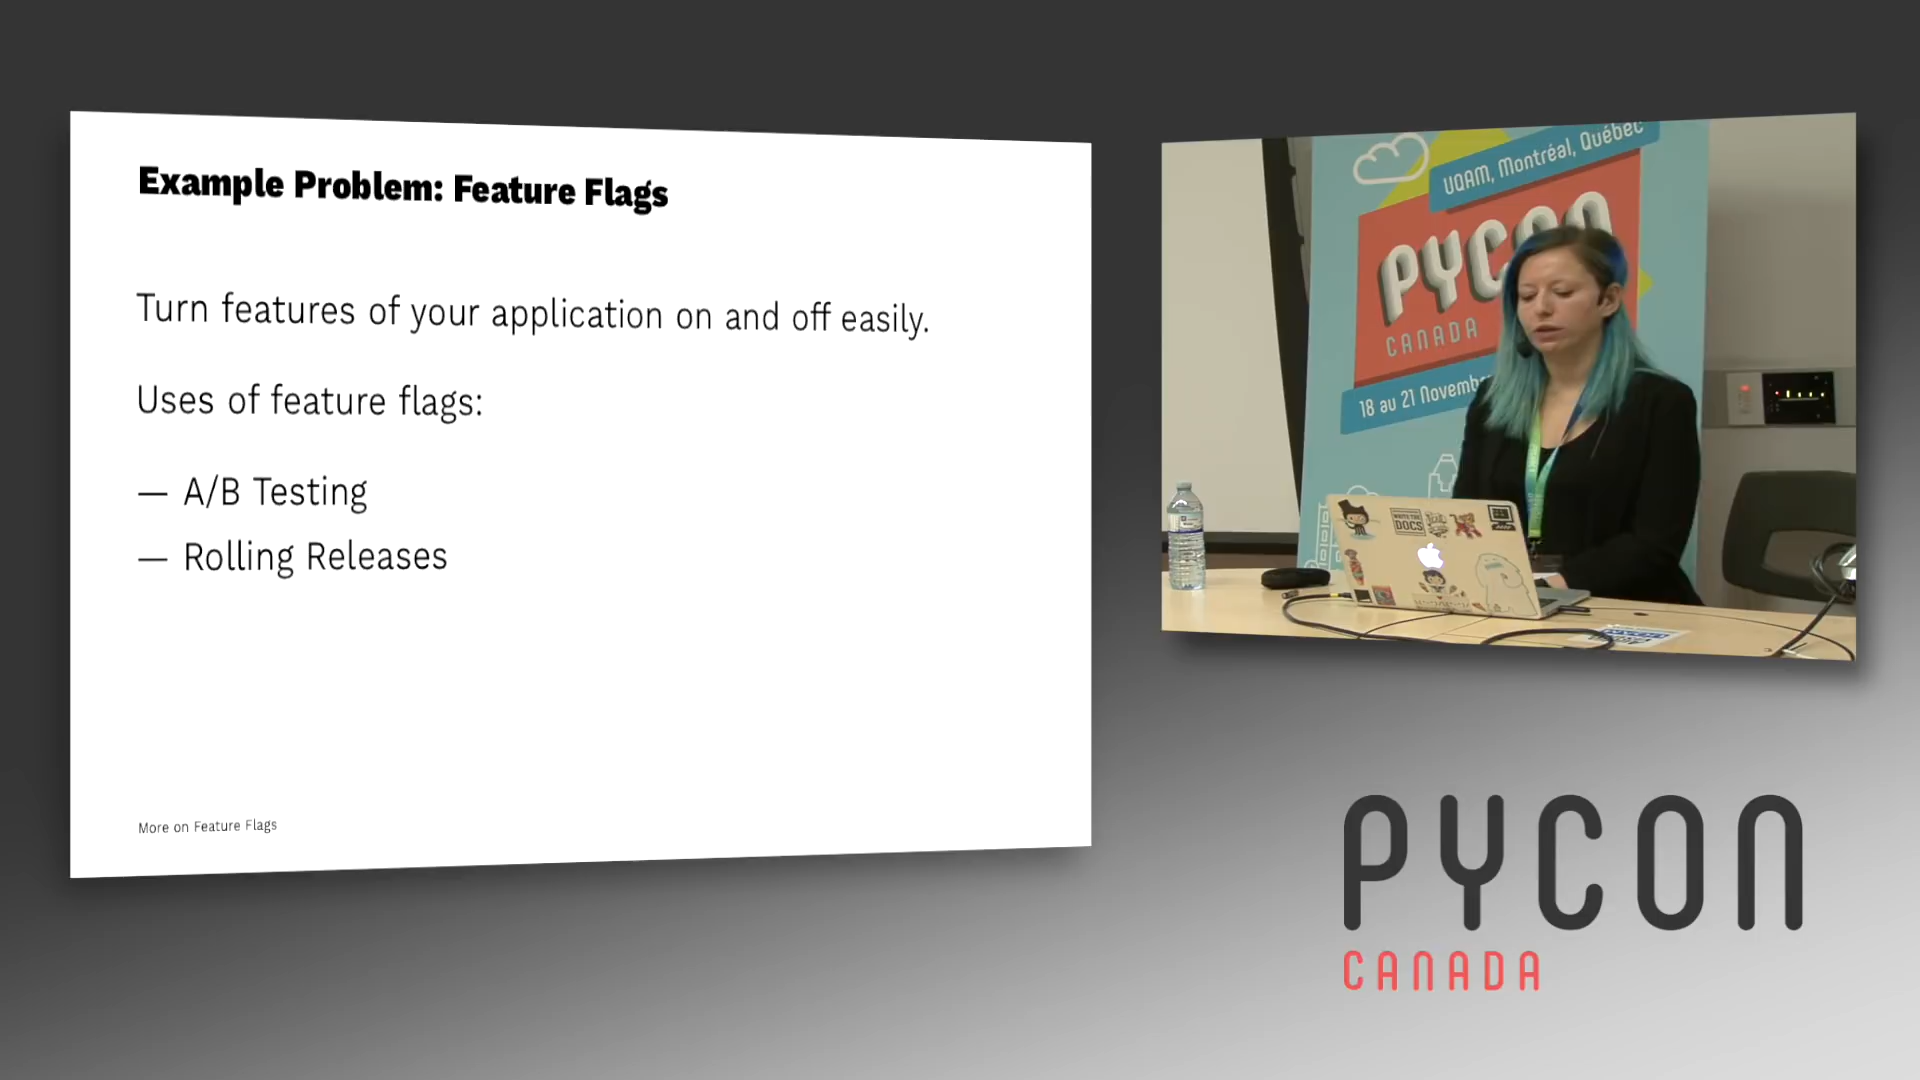 Example Problem: Feature Flags
Turn features of your application on and off easily.
Uses of feature flags:
— A/B Testing
— Rolling Releases
More on Feature Flags
UQAM, Montréal, Québec
PYCON
CANADA
18 au 21
WRITE THE
DOCS
PYCON
CANADA